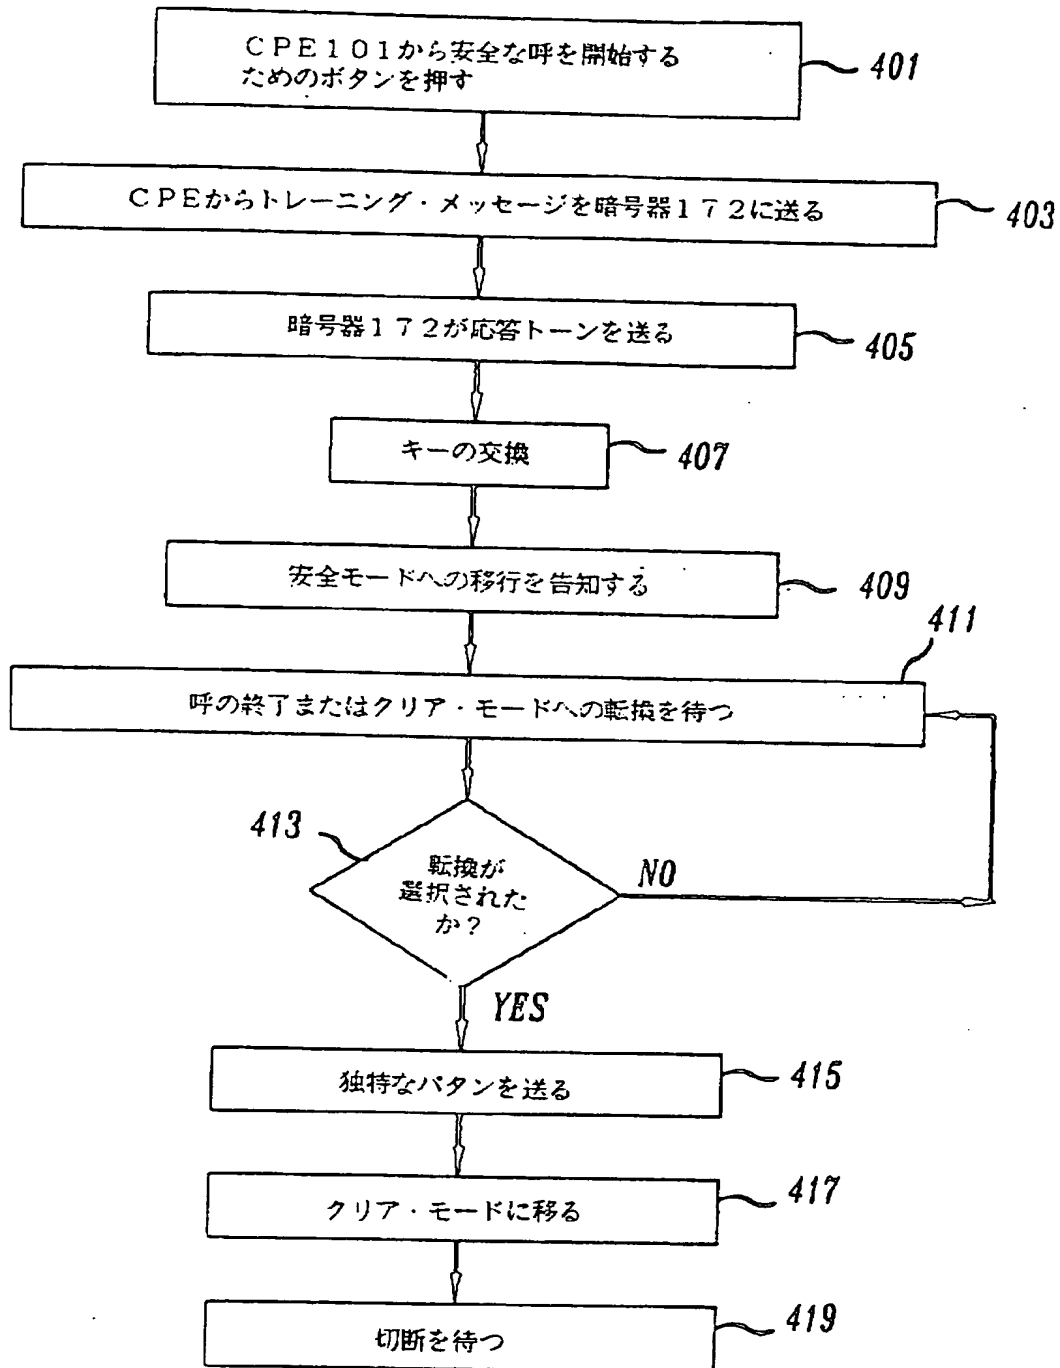 CPE101から安全な呼を開始する
ためのボタンを押す
401
CPEからトレーニング・メッセージを暗号器172に送る
403
暗号器172が応答トーンを送る
405
キーの交換
407
安全モードへの移行を告知する
409
411
呼の終了またはクリア・モードへの転換を待つ
413
転換が
選択された
か?
NO
YES
独特なパタンを送る
415
クリア・モードに移る
417
切断を待つ
419